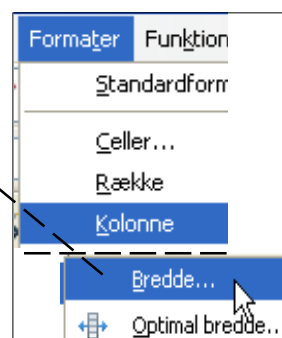 Formater Funktion
Standardform
Celler...
Række
Kolonne
Bredde...
Optimal bredde..